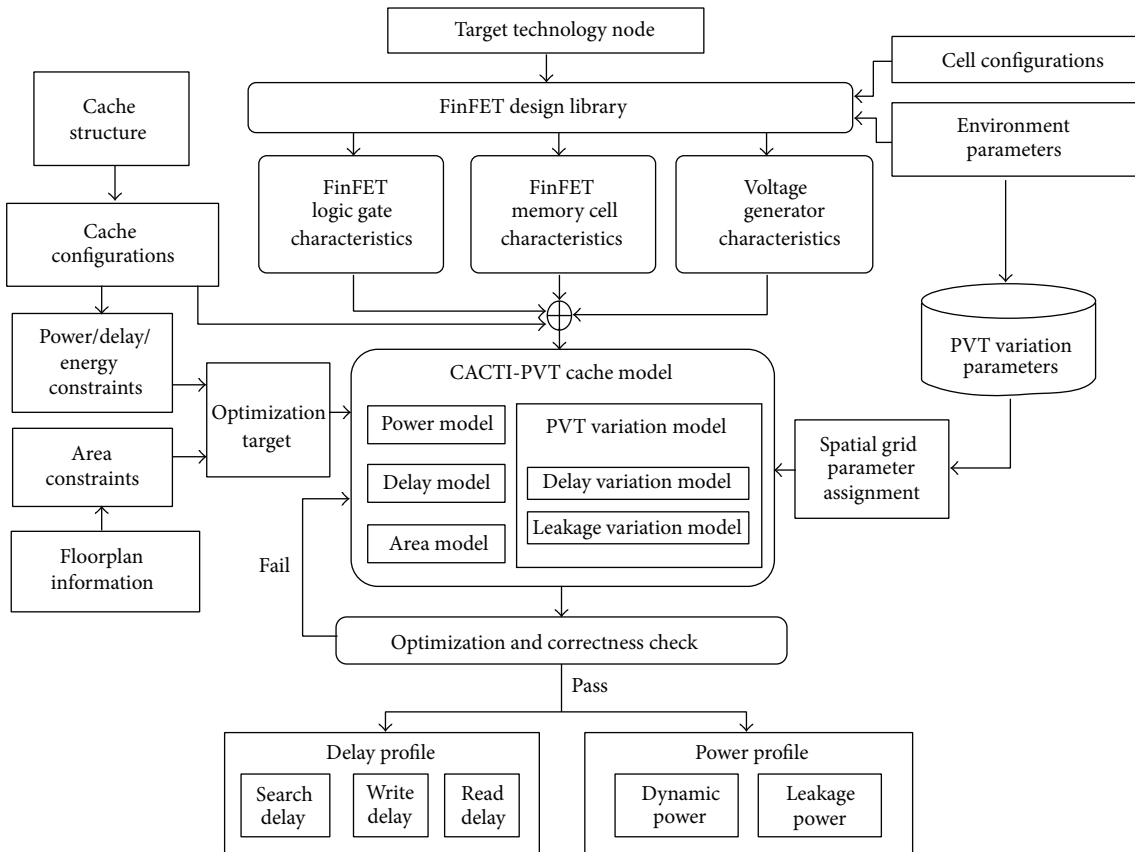 Target technology node
Cell configurations
FinFET design library
Cache
structure
Environment
parameters
FinFET
logic gate
characteristics
FinFET
memory cell
characteristics
Voltage
generator
characteristics
Cache
configurations
Power/delay/
energy
constraints
CACTI-PVT cache model
PVT variation
parameters
Optimization
target
Power model
PVT variation model
Area constraints
Delay model
Delay variation model
Spatial grid
parameter
assignment
Leakage variation model
Area model
Floorplan
information
Fail
Optimization and correctness check
Pass
Delay profile
Search
delay
Write
delay
Read
delay
Power profile
Dynamic
power
Leakage
power